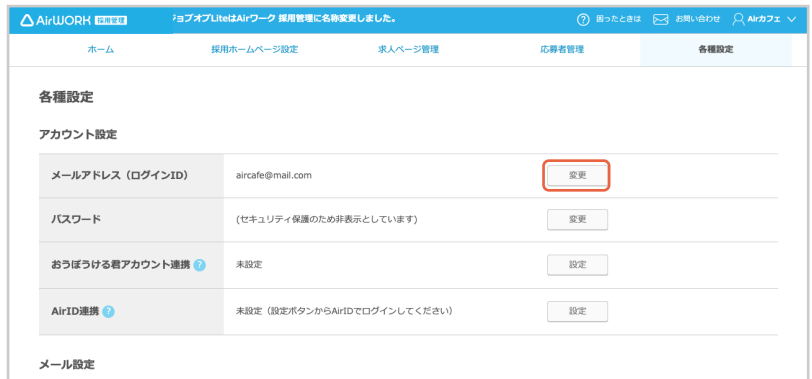 AirWORK 採用管理 ジョブオプLiteはAirワーク 採用管理に名称変更しました。 ? 困ったときは お問い合わせ Airカフェ
ホーム 採用ホームページ設定 求人ページ管理 応募者管理 各種設定
各種設定
アカウント設定
メールアドレス（ログインID） aircafe@mail.com 変更
パスワード (セキュリティ保護のため非表示としています) 変更
おうぼうける君アカウント連携 ? 未設定 設定
AirID連携 ? 未設定（設定ボタンからAirIDでログインしてください） 設定
メール設定